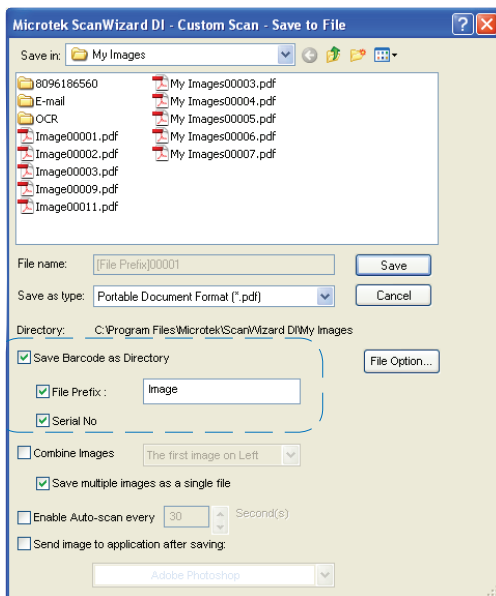 Microtek ScanWizard DI - Custom Scan - Save to File
Save in: My Images
8096186560 My Images00003.pdf
E-mail My Images00004.pdf
OCR My Images00005.pdf
Image00001.pdf My Images00006.pdf
Image00002.pdf My Images00007.pdf
Image00003.pdf
Image00009.pdf
Image00011.pdf
File name: [File Prefix]00001 Save
Save as type: Portable Document Format (*.pdf) Cancel
Directory: C:\Program Files\Microtek\ScanWizard DI\My Images
Save Barcode as Directory File Option...
File Prefix : Image
Serial No
Combine Images The first image on Left
Save multiple images as a single file
Enable Auto-scan every 30 Second(s)
Send image to application after saving:
Adobe Photoshop